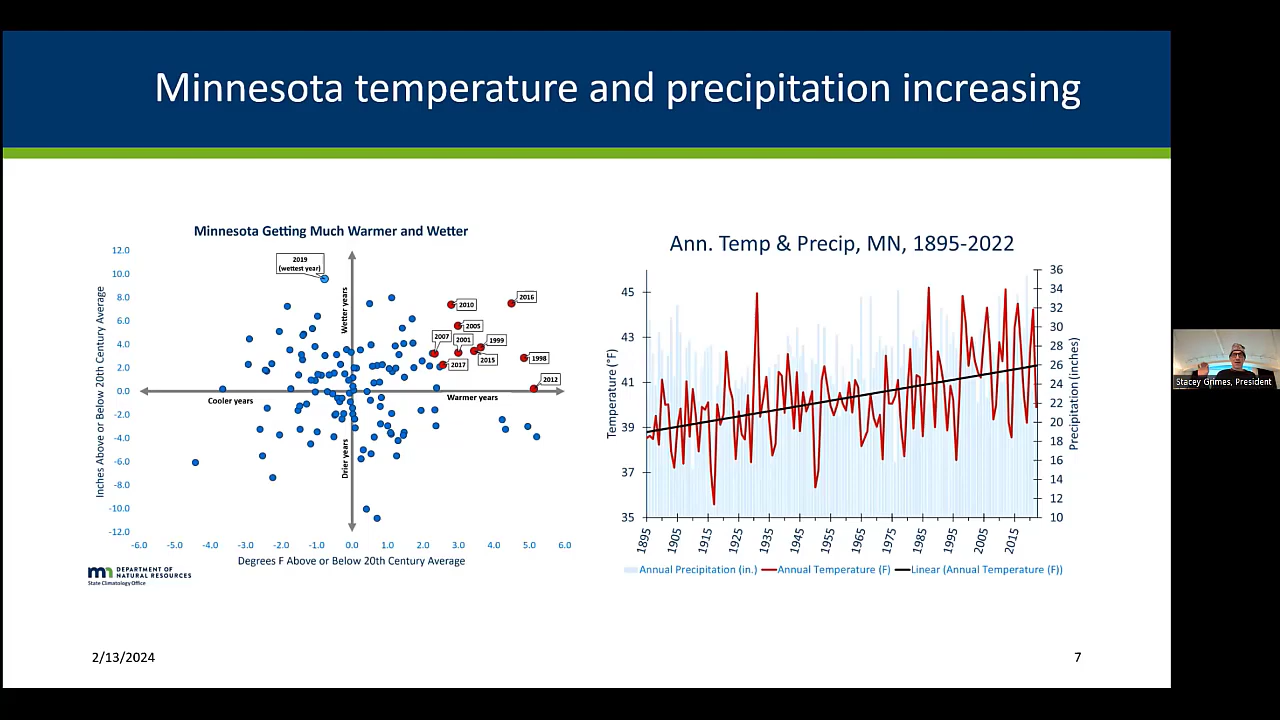 Minnesota temperature and precipitation increasing
Minnesota Getting Much Warmer and Wetter
12.0
10.0
8.0
6.0
4.0
2.0
0.0
-2.0
-4.0
-6.0
-8.0
-10.0
-12.0
Inches Above or Below 20th Century Average
2019
(wettest year)
Wetter years
2010
2016
2005
2007
2001
1999
2015
2017
1998
2012
Cooler years
Warmer years
Drier years
-6.0 -5.0 -4.0 -3.0 -2.0 -1.0 0.0 1.0 2.0 3.0 4.0 5.0 6.0
Degrees F Above or Below 20th Century Average
DEPARTMENT OF
NATURAL RESOURCES
State Climatology Office
Ann. Temp & Precip, MN, 1895-2022
45
43
41
39
37
35
Temperature (°F)
36
34
32
30
28
26
24
22
20
18
16
14
12
10
Precipitation (inches)
1895 1905 1915 1925 1935 1945 1955 1965 1975 1985 1995 2005 2015
Annual Precipitation (in.) Annual Temperature (F) Linear (Annual Temperature (F))
2/13/2024
7
Stacey Grimes, President